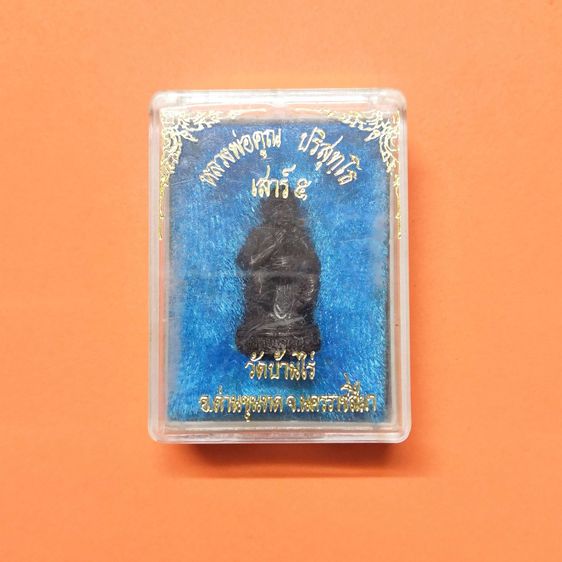 หลวงพ่อคูณ ปริสุทฺโธ
เสาร์ ๕
วัดบ้านไร่
อ.ด่านขุนทด จ.นครราชสีมา